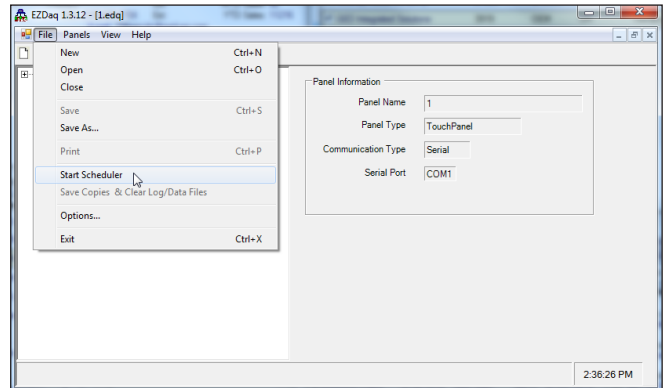 EZDaq 1.3.12 - [1.edq]
File Panels View Help
New Ctrl+N
Open Ctrl+O
Close
Save Ctrl+S
Save As...
Print Ctrl+P
Start Scheduler
Save Copies & Clear Log/Data Files
Options...
Exit Ctrl+X
Panel Information
Panel Name 1
Panel Type TouchPanel
Communication Type Serial
Serial Port COM1
2:36:26 PM